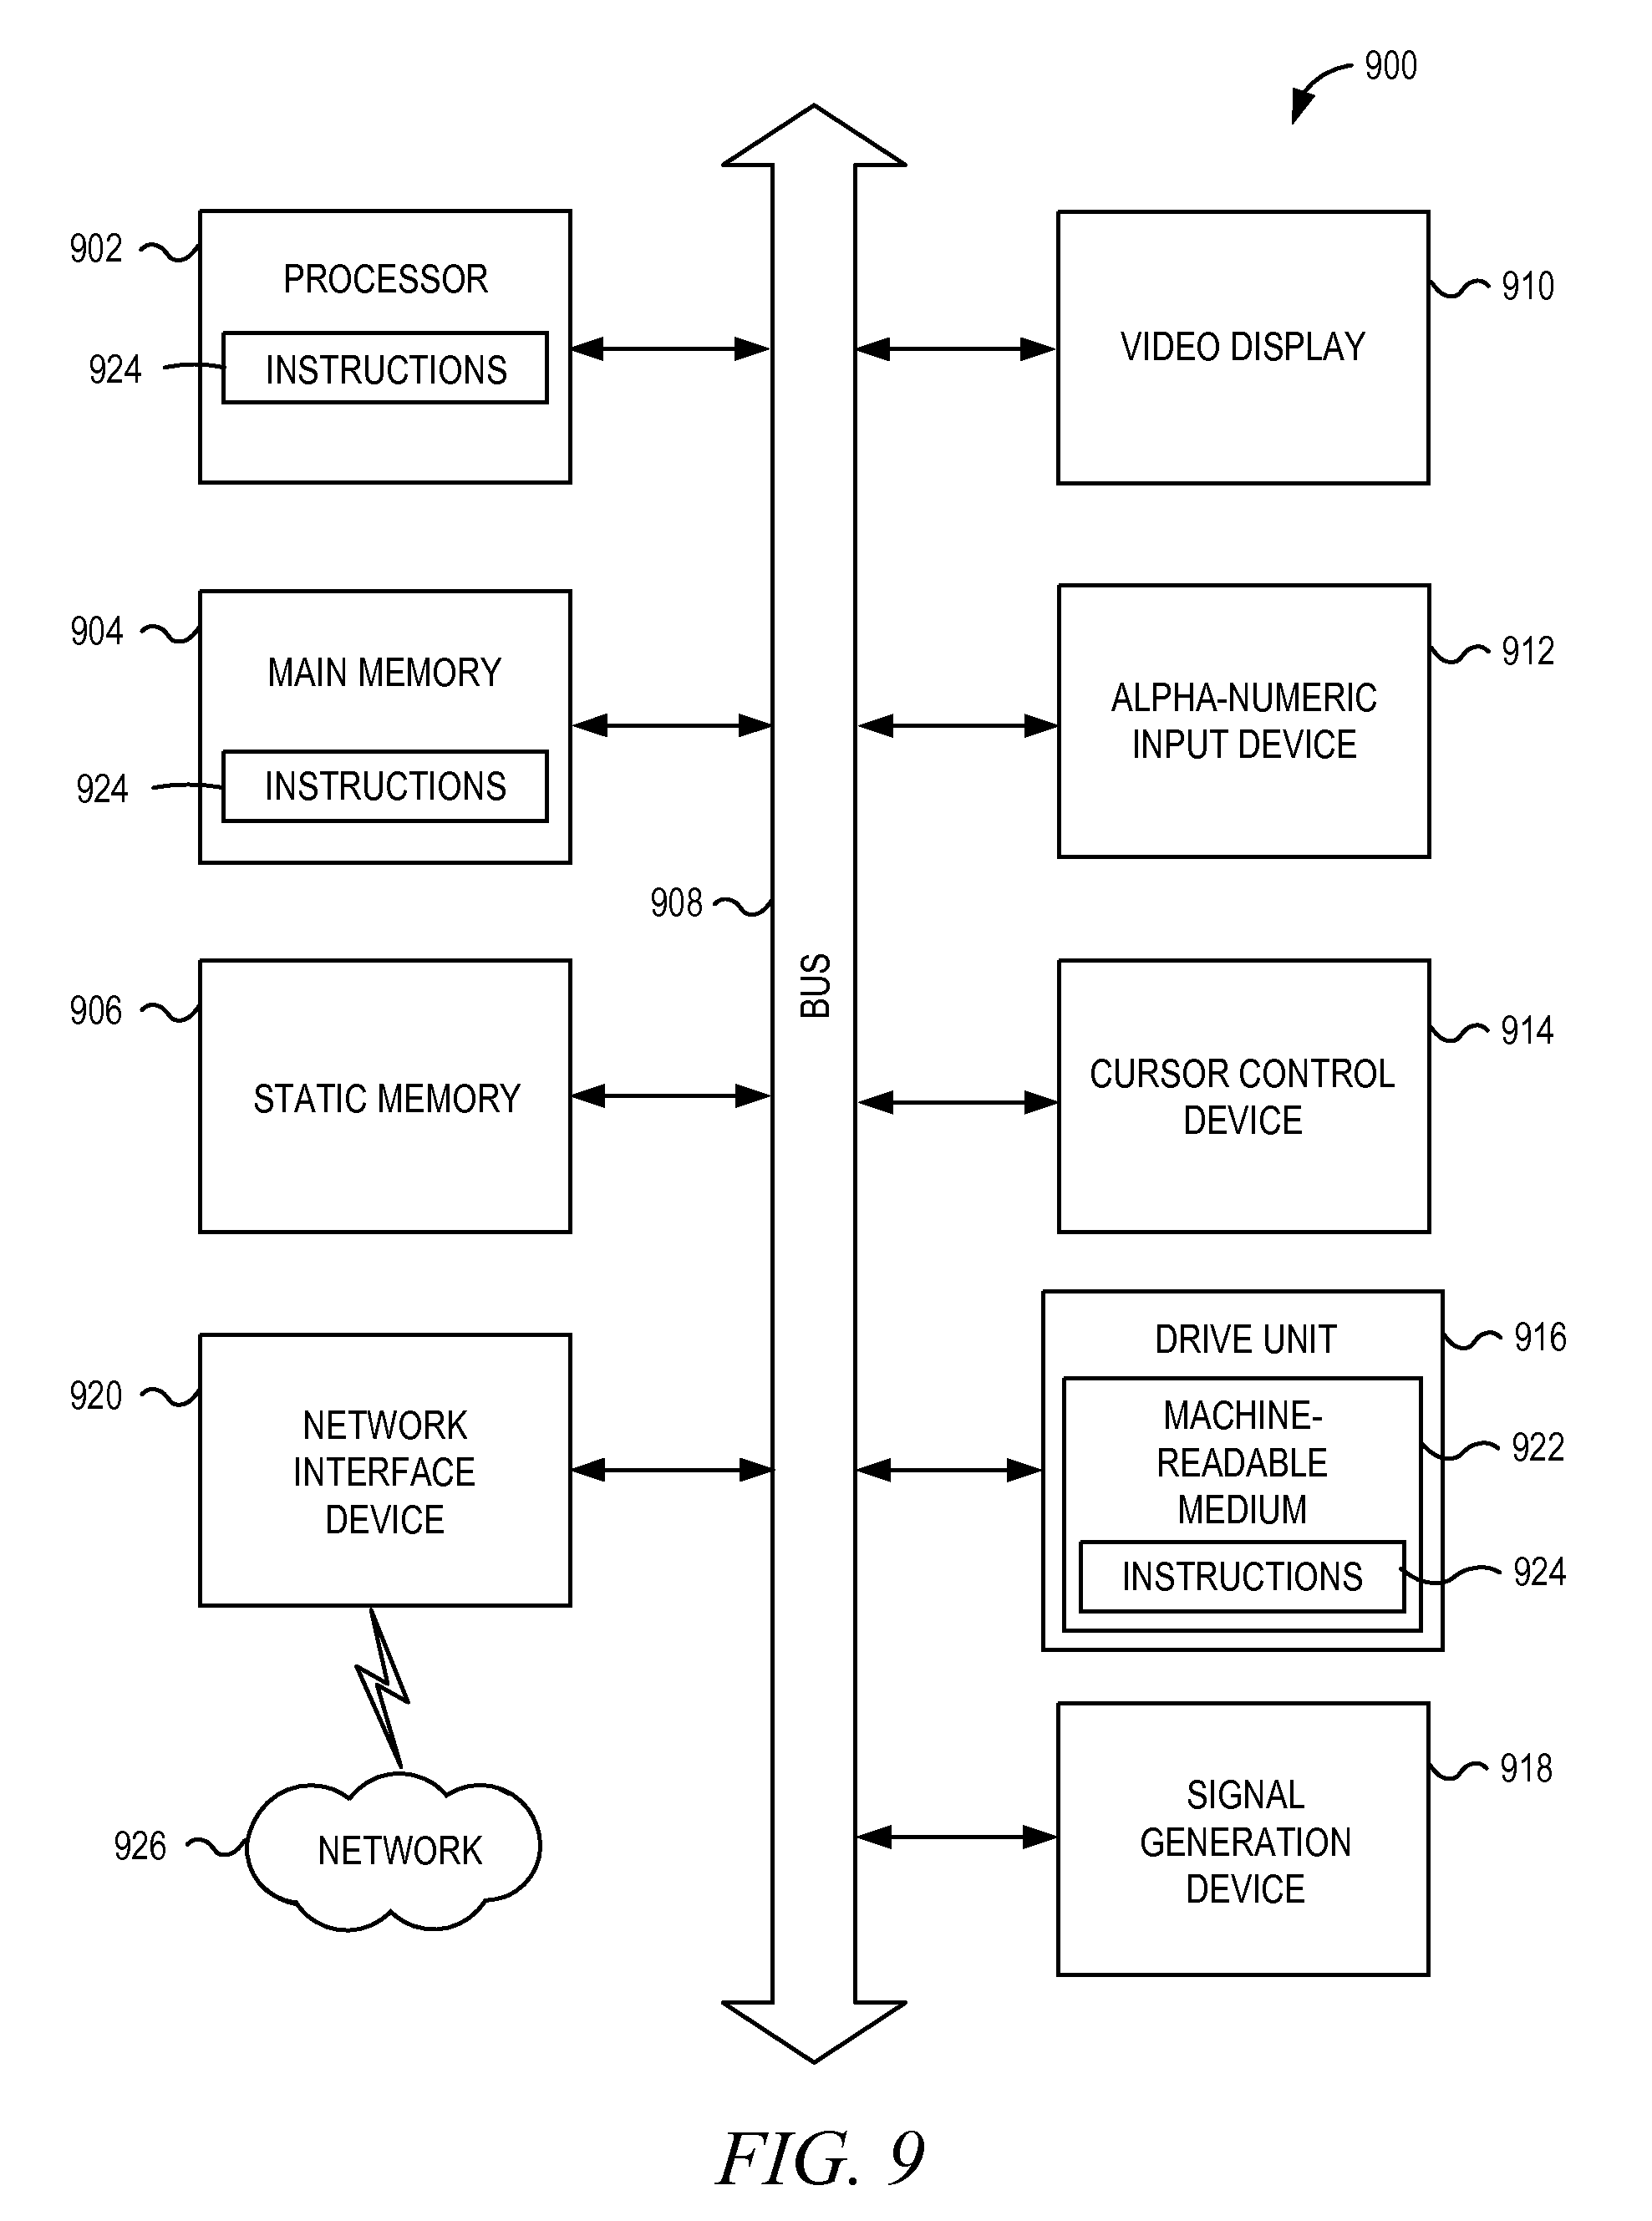 900
902
PROCESSOR
924
INSTRUCTIONS
904
MAIN MEMORY
924
INSTRUCTIONS
906
STATIC MEMORY
920
NETWORK
INTERFACE
DEVICE
926
NETWORK
908
BUS
910
VIDEO DISPLAY
912
ALPHA-NUMERIC
INPUT DEVICE
914
CURSOR CONTROL
DEVICE
916
DRIVE UNIT
922
MACHINE-
READABLE
MEDIUM
924
INSTRUCTIONS
918
SIGNAL
GENERATION
DEVICE
FIG. 9